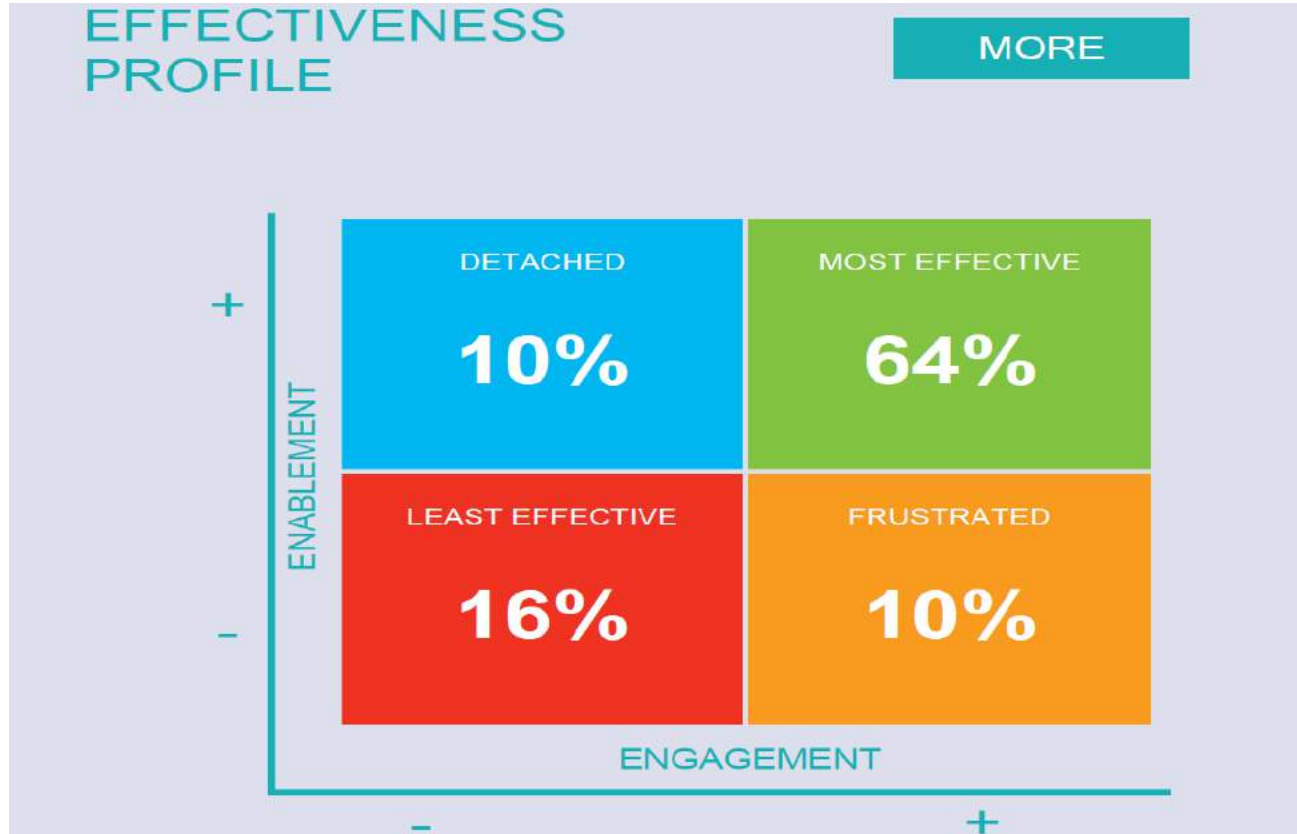 EFFECTIVENESS
PROFILE
MORE
+
-
ENABLEMENT
DETACHED
10%
MOST EFFECTIVE
64%
LEAST EFFECTIVE
16%
FRUSTRATED
10%
ENGAGEMENT
- +